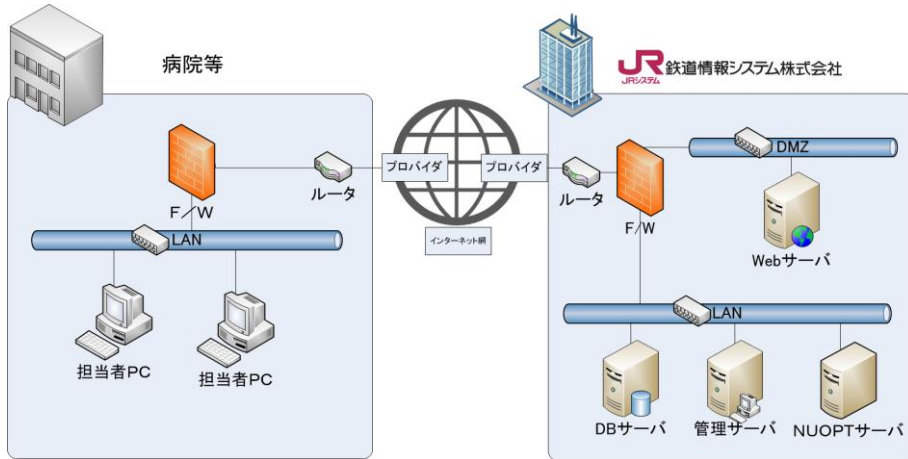 病院等
JR
JRシステム
鉄道情報システム株式会社
プロバイダ
プロバイダ
DMZ
ルータ
ルータ
F/W
F/W
LAN
インターネット網
Webサーバ
LAN
担当者PC
担当者PC
DBサーバ
管理サーバ
NUOPTサーバ